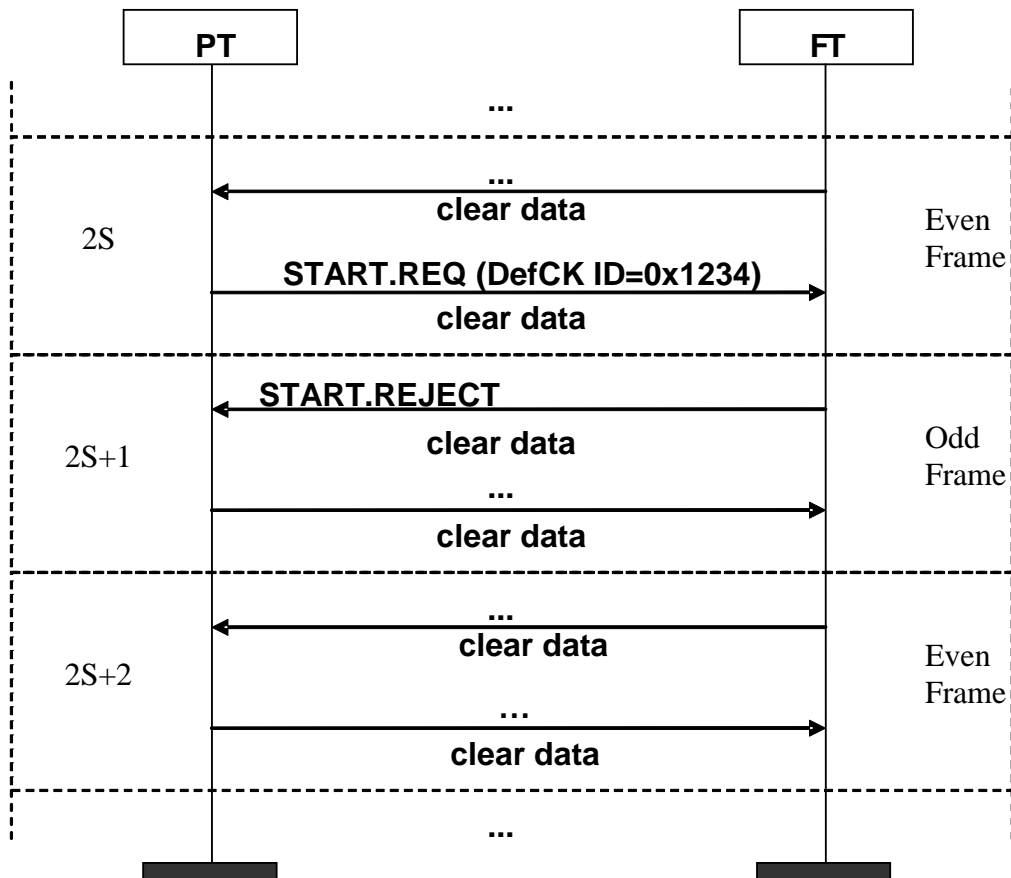 PT
FT
...
...
clear data
2S
Even
Frame
START.REQ (DefCK ID=0x1234)
clear data
START.REJECT
clear data
2S+1
Odd
Frame
...
clear data
...
clear data
2S+2
Even
Frame
...
clear data
...